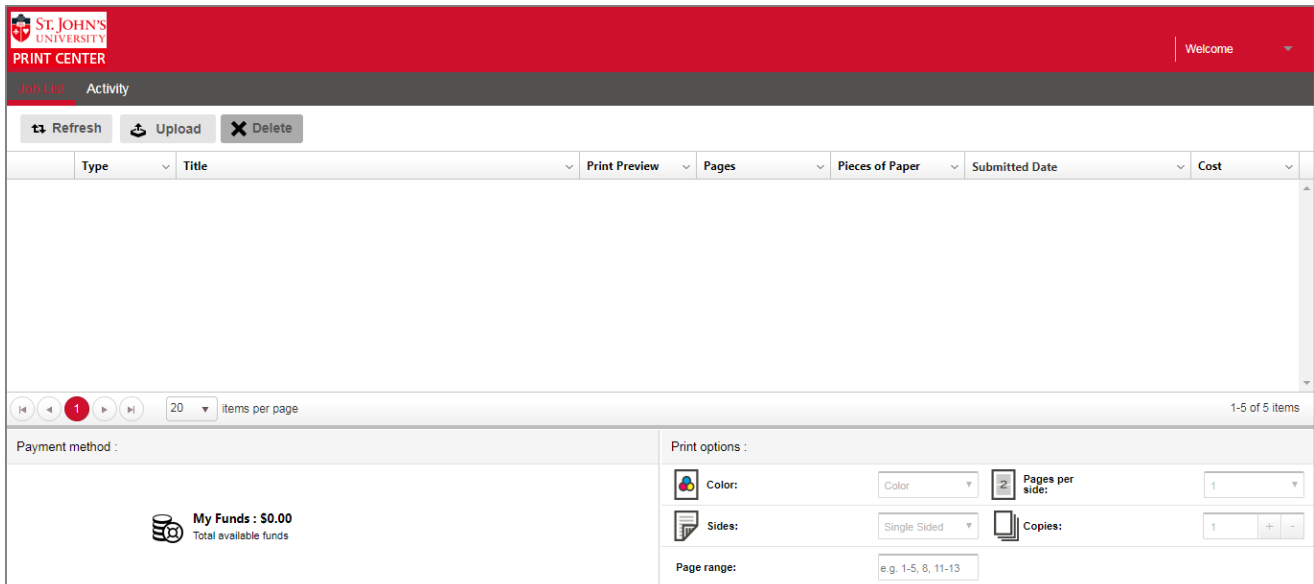 ST. JOHN'S
UNIVERSITY
PRINT CENTER
Welcome
Job List Activity
Refresh Upload Delete
Type Title Print Preview Pages Pieces of Paper Submitted Date Cost
1 20 items per page 1-5 of 5 items
Payment method :
Print options :
Color: Color 2 Pages per side: 1
My Funds : $0.00
Total available funds
Sides: Single Sided Copies: 1 + -
Page range: e.g. 1-5, 8, 11-13